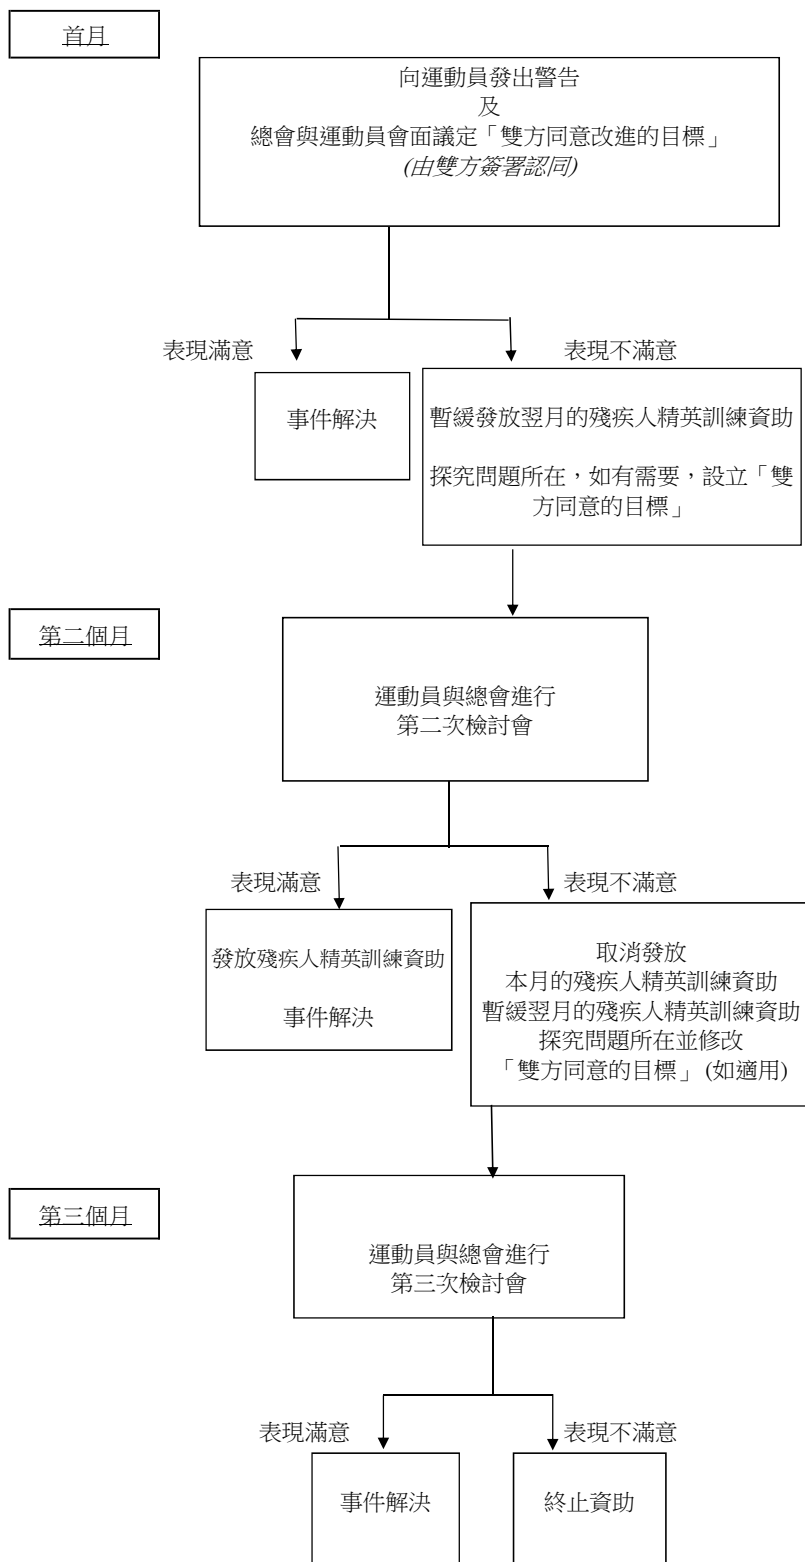 首月
向運動員發出警告
及
總會與運動員會面議定「雙方同意改進的目標」
(由雙方簽署認同)
表現滿意
表現不滿意
事件解決
暫緩發放翌月的殘疾人精英訓練資助
探究問題所在，如有需要，設立「雙
方同意的目標」
第二個月
運動員與總會進行
第二次檢討會
表現滿意
表現不滿意
發放殘疾人精英訓練資助
事件解決
取消發放
本月的殘疾人精英訓練資助
暫緩翌月的殘疾人精英訓練資助
探究問題所在並修改
「雙方同意的目標」 (如適用)
第三個月
運動員與總會進行
第三次檢討會
表現滿意
表現不滿意
事件解決
終止資助